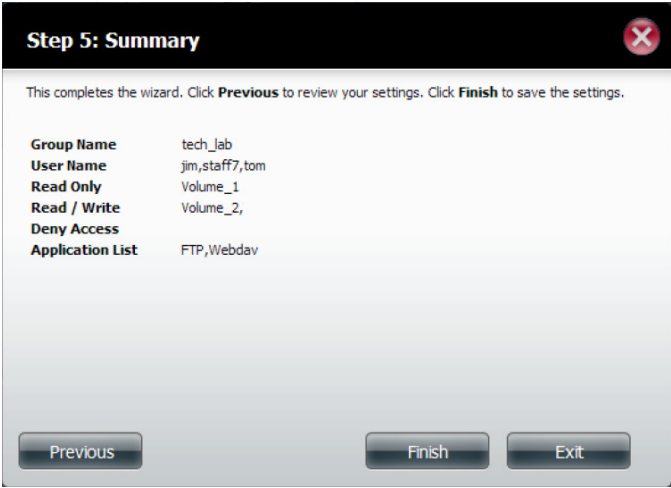 Step 5: Summary
This completes the wizard. Click Previous to review your settings. Click Finish to save the settings.
Group Name tech_lab
User Name jim,staff7,tom
Read Only Volume_1
Read / Write Volume_2,
Deny Access
Application List FTP,Webdav
Previous Finish Exit